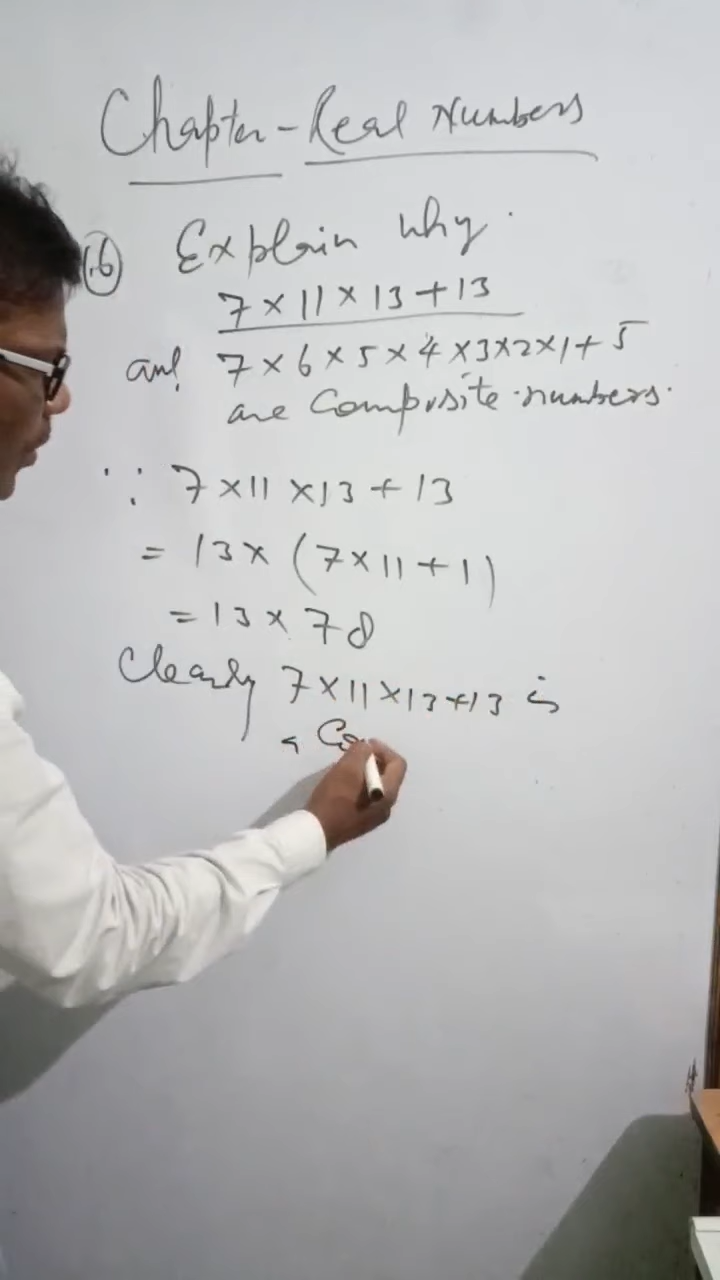 Chapter - Real Numbers
Q.6 Explain why
7 × 11 × 13 + 13
and 7 × 6 × 5 × 4 × 3 × 2 × 1 + 5
are Composite numbers.
∵ 7 × 11 × 13 + 13
= 13 × (7 × 11 + 1)
= 13 × 78
Clearly 7 × 11 × 13 + 13 is
a Co